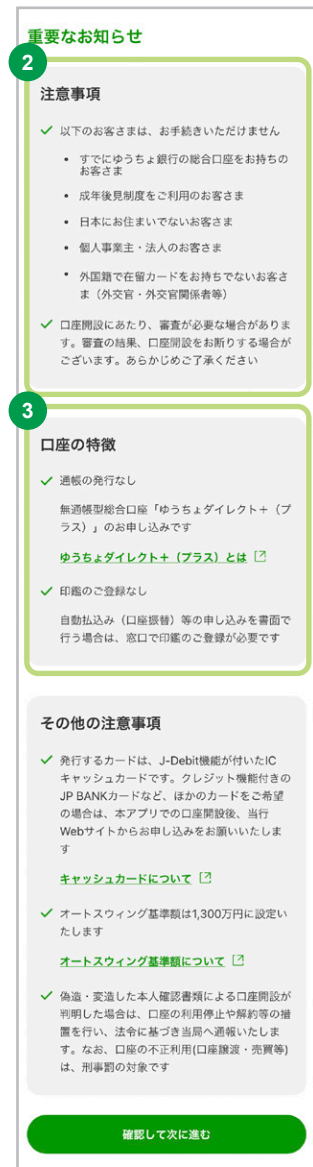 重要なお知らせ
2
注意事項
以下のお客さまは、お手続きいただけません
• すでにゆうちょ銀行の総合口座をお持ちの
お客さま
• 成年後見制度をご利用のお客さま
• 日本にお住まいでないお客さま
• 個人事業主・法人のお客さま
• 外国籍で在留カードをお持ちでないお客さ
ま（外交官・外交官関係者等）
口座開設にあたり、審査が必要な場合がありま
す。審査の結果、口座開設をお断りする場合が
ございます。あらかじめご了承ください
3
口座の特徴
通帳の発行なし
無通帳型総合口座「ゆうちょダイレクト＋（プ
ラス）」のお申し込みです
ゆうちょダイレクト＋（プラス）とは
印鑑のご登録なし
自動払込み（口座振替）等の申し込みを書面で
行う場合は、窓口で印鑑のご登録が必要です
その他の注意事項
発行するカードは、J-Debit機能が付いたIC
キャッシュカードです。クレジット機能付きの
JP BANKカードなど、ほかのカードをご希望
の場合は、本アプリでの口座開設後、当行
Webサイトからお申し込みをお願いいたしま
す
キャッシュカードについて
オートスウィング基準額は1,300万円に設定い
たします
オートスウィング基準額について
偽造・変造した本人確認書類による口座開設が
判明した場合は、口座の利用停止や解約等の措
置を行い、法令に基づき当局へ通報いたしま
す。なお、口座の不正利用(口座譲渡・売買等)
は、刑事罰の対象です
確認して次に進む